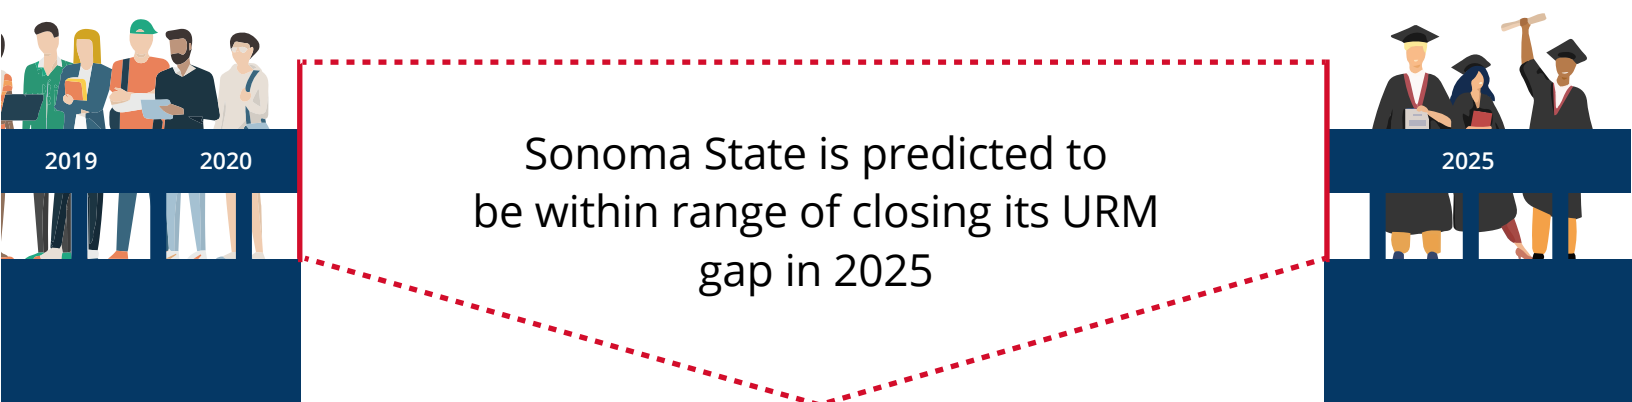 2019
2020
Sonoma State is predicted to
be within range of closing its URM
gap in 2025
2025